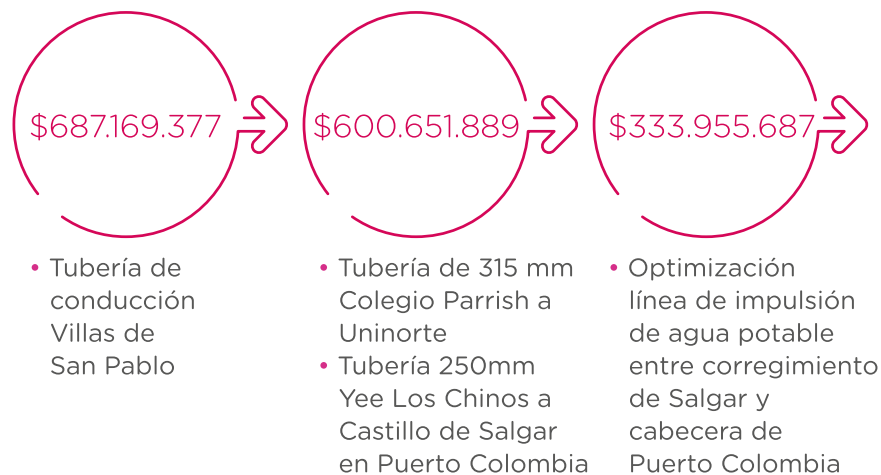 $687.169.377
• Tubería de
conducción
Villas de
San Pablo
$600.651.889
• Tubería de 315 mm
Colegio Parrish a
Uninorte
• Tubería 250mm
Yee Los Chinos a
Castillo de Salgar
en Puerto Colombia
$333.955.687
• Optimización
línea de impulsión
de agua potable
entre corregimiento
de Salgar y
cabecera de
Puerto Colombia